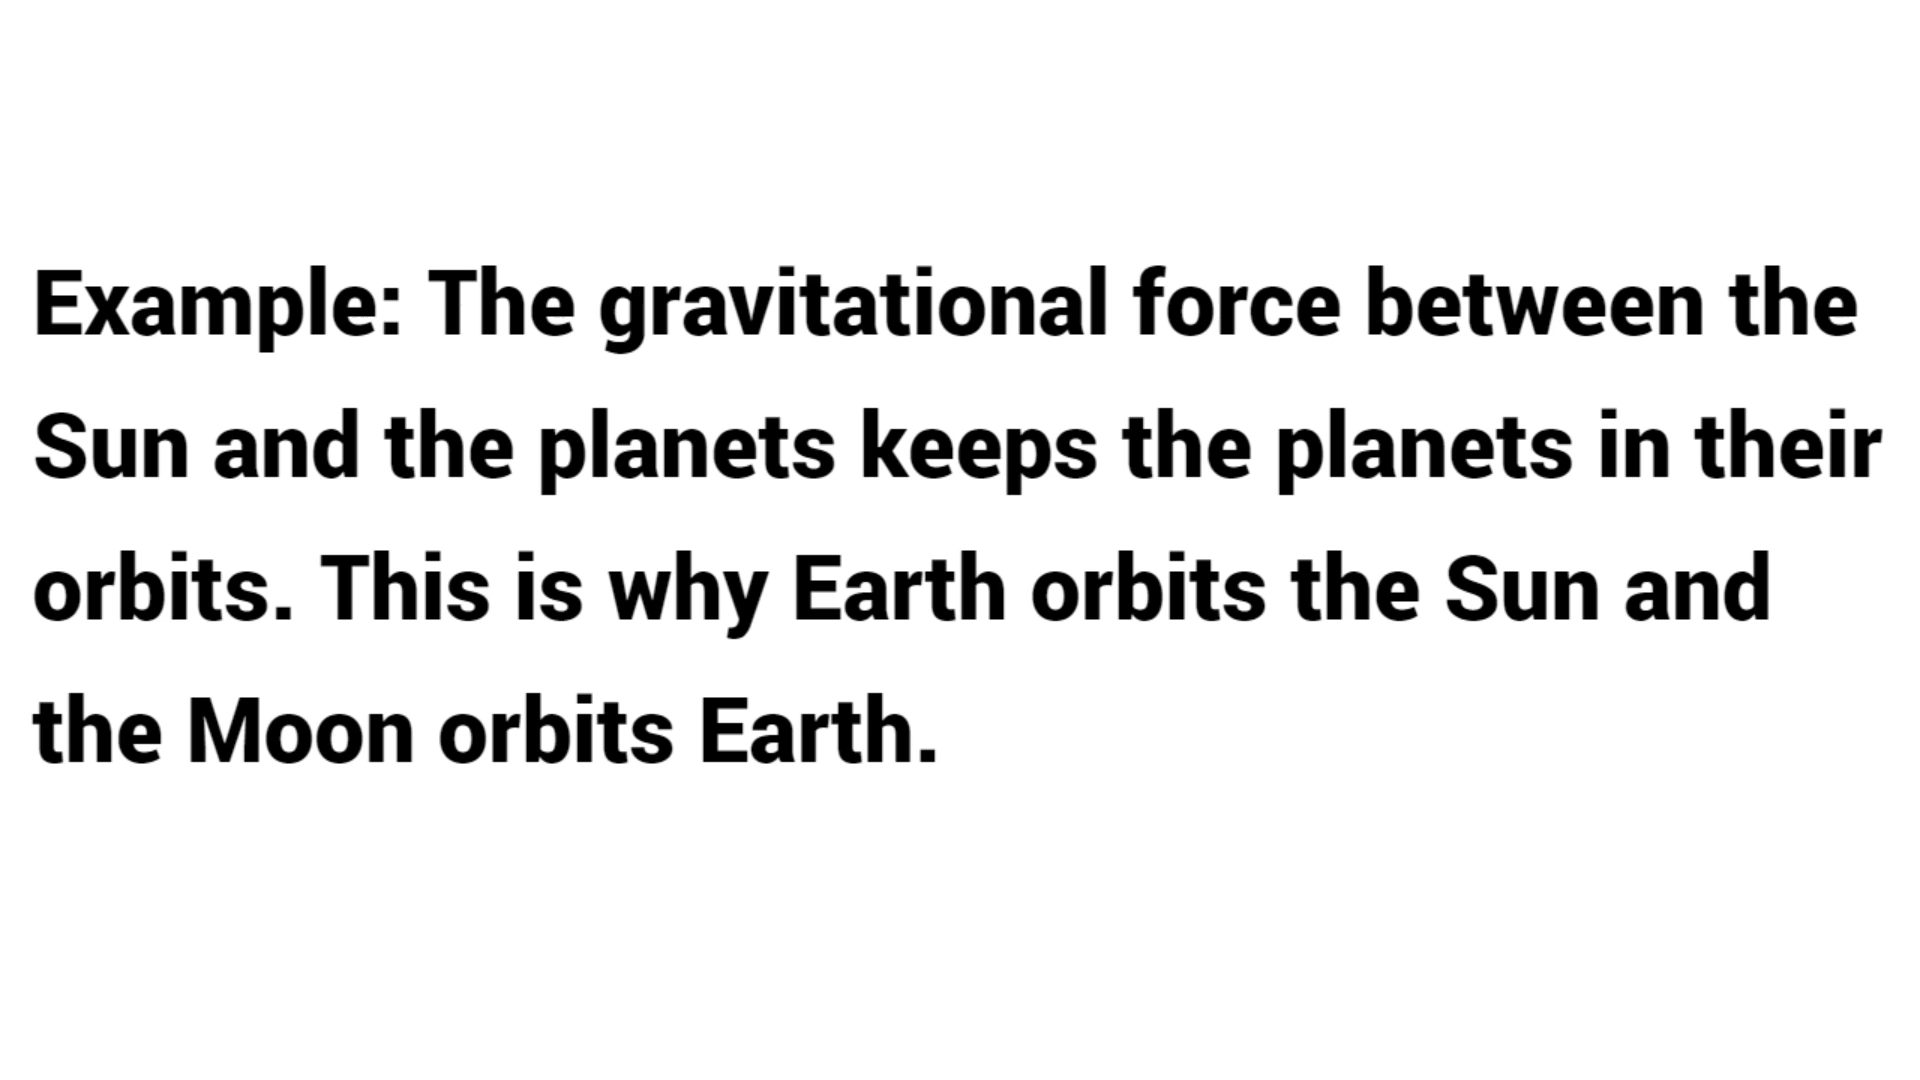 Example: The gravitational force between the
Sun and the planets keeps the planets in their
orbits. This is why Earth orbits the Sun and
the Moon orbits Earth.